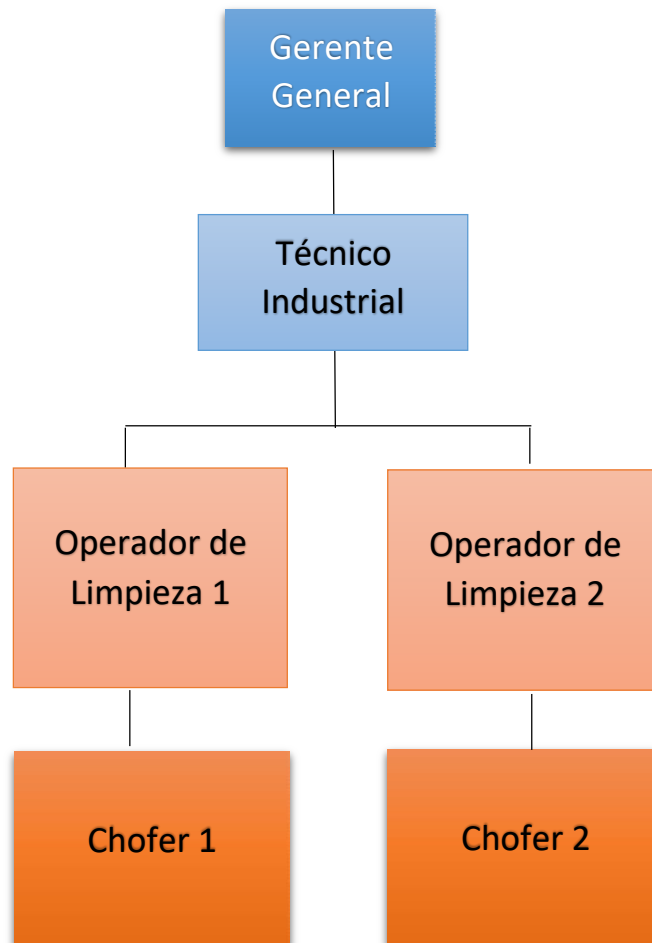 Gerente
General
Técnico
Industrial
Operador de
Limpieza 1
Operador de
Limpieza 2
Chofer 1
Chofer 2